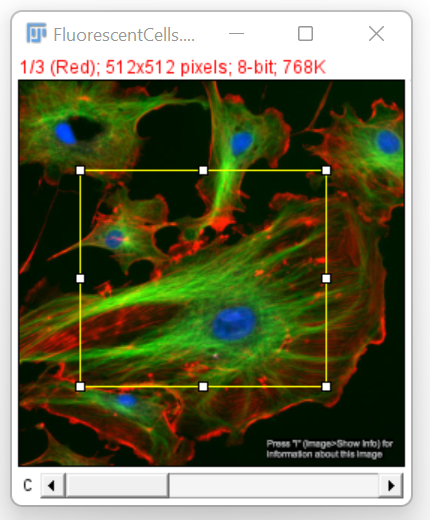 FluorescentCells....
1/3 (Red); 512x512 pixels; 8-bit; 768K
Press "I" (Image>Show Info) for
information about this image
C